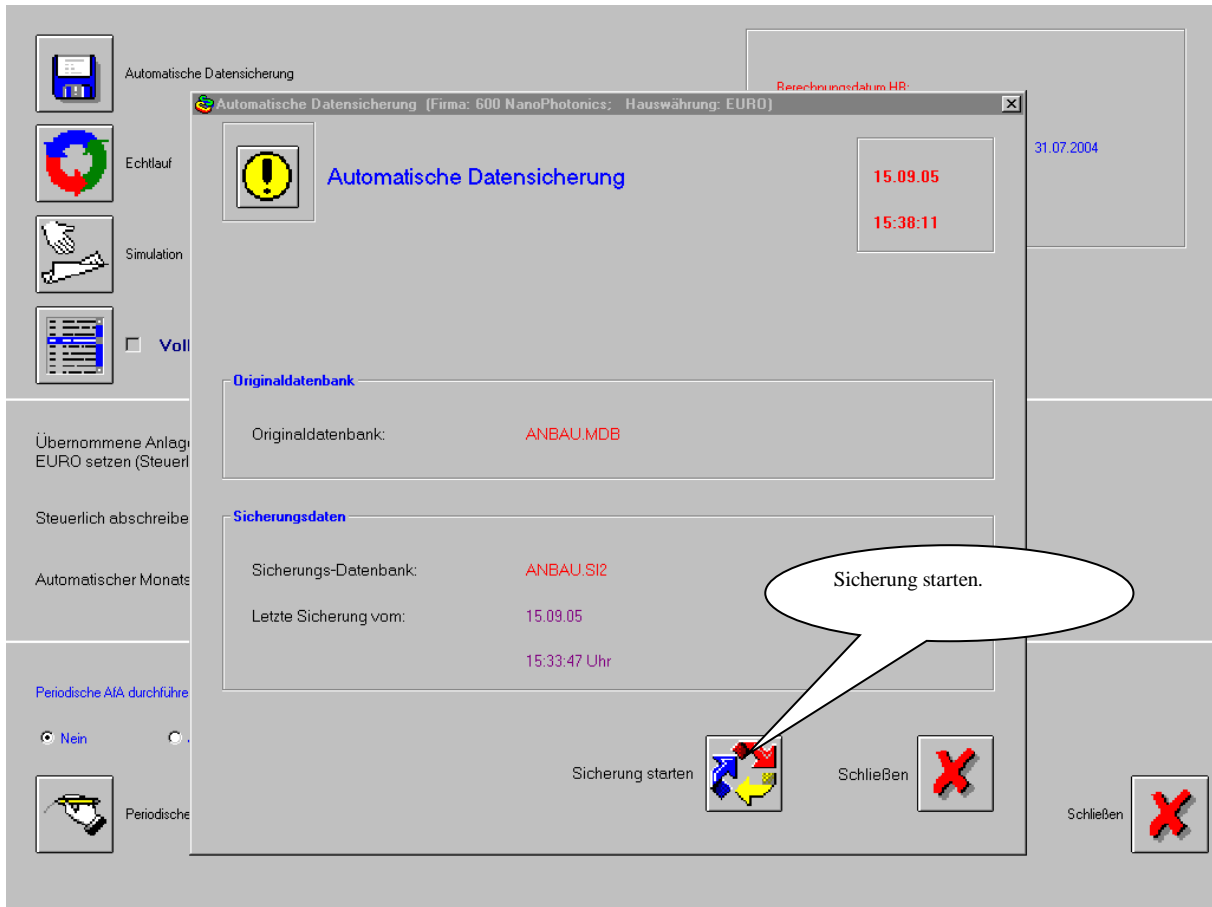 Automatische Datensicherung
Berechnungsdatum HB:
31.07.2004
Echtlauf
Simulation
Voll
Übernommene Anlage
EURO setzen (Steuerl
Steuerlich abschreibe
Automatischer Monats
Periodische AfA durchführe
Nein
Periodische
Schließen
Automatische Datensicherung (Firma: 600 NanoPhotonics; Hauswährung: EURO)
Automatische Datensicherung
15.09.05
15:38:11
Originaldatenbank
Originaldatenbank: ANBAU.MDB
Sicherungsdaten
Sicherungs-Datenbank: ANBAU.SI2
Letzte Sicherung vom: 15.09.05
15:33:47 Uhr
Sicherung starten.
Sicherung starten
Schließen